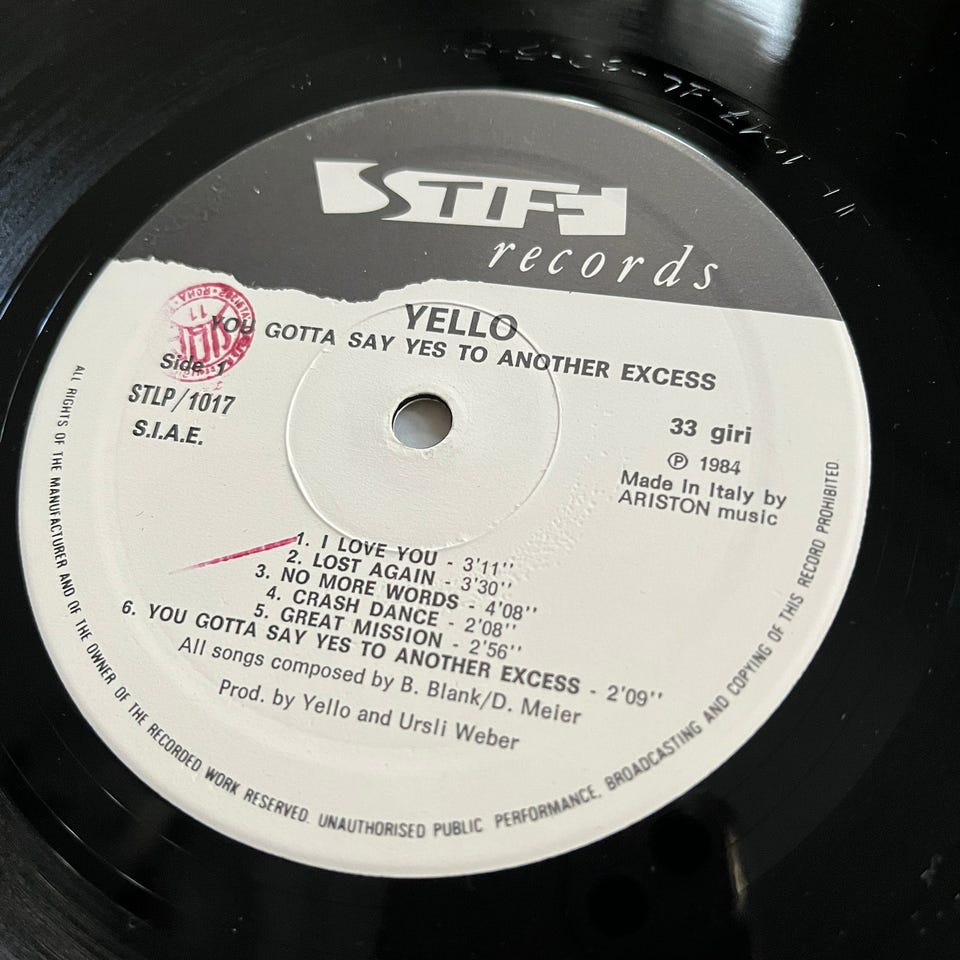 STIFF
records
YELLO
YOU GOTTA SAY YES TO ANOTHER EXCESS
Side 1
STLP/1017
S.I.A.E.
33 giri
℗ 1984
Made in Italy by
ARISTON music
1. I LOVE YOU - 3'11''
2. LOST AGAIN - 3'30''
3. NO MORE WORDS - 4'08''
4. CRASH DANCE - 2'08''
5. GREAT MISSION - 2'56''
6. YOU GOTTA SAY YES TO ANOTHER EXCESS - 2'09''
All songs composed by B. Blank/D. Meier
Prod. by Yello and Ursli Weber
ALL RIGHTS OF THE MANUFACTURER AND OF THE OWNER OF THE RECORDED WORK RESERVED. UNAUTHORISED PUBLIC PERFORMANCE, BROADCASTING AND COPYING OF THIS RECORD PROHIBITED.